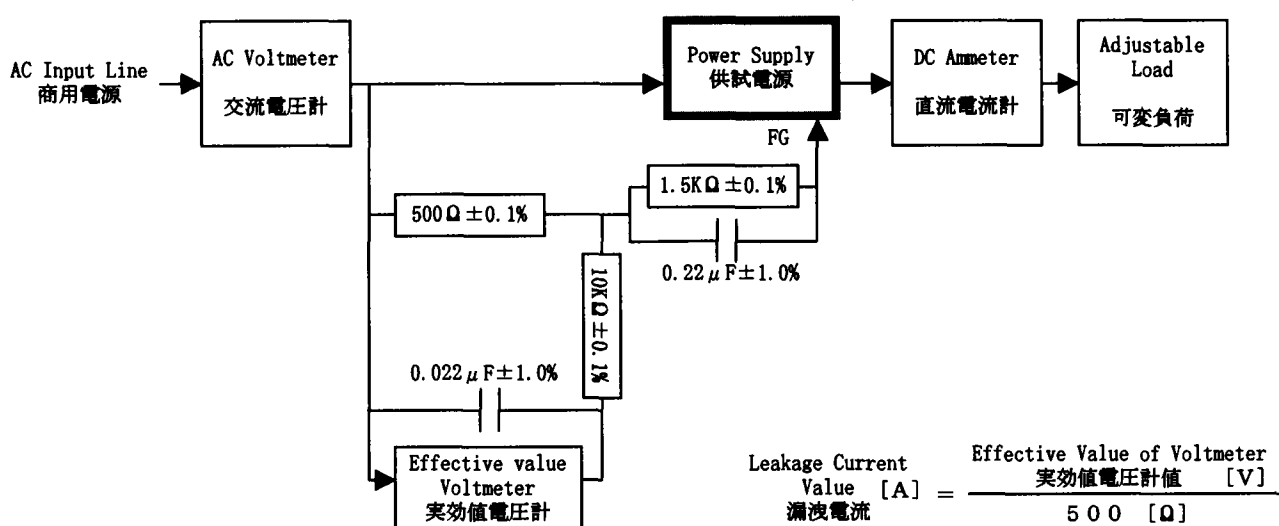 AC Input Line
商用電源
AC Voltmeter
交流電圧計
Power Supply
供試電源
DC Ammeter
直流電流計
Adjustable
Load
可変負荷
FG
500Ω±0.1%
1.5KΩ±0.1%
0.22μF±1.0%
10KΩ±0.1%
0.022μF±1.0%
Effective value
Voltmeter
実効値電圧計
Leakage Current
Value [A] =
漏洩電流
Effective Value of Voltmeter
実効値電圧計値 [V]
500 [Ω]